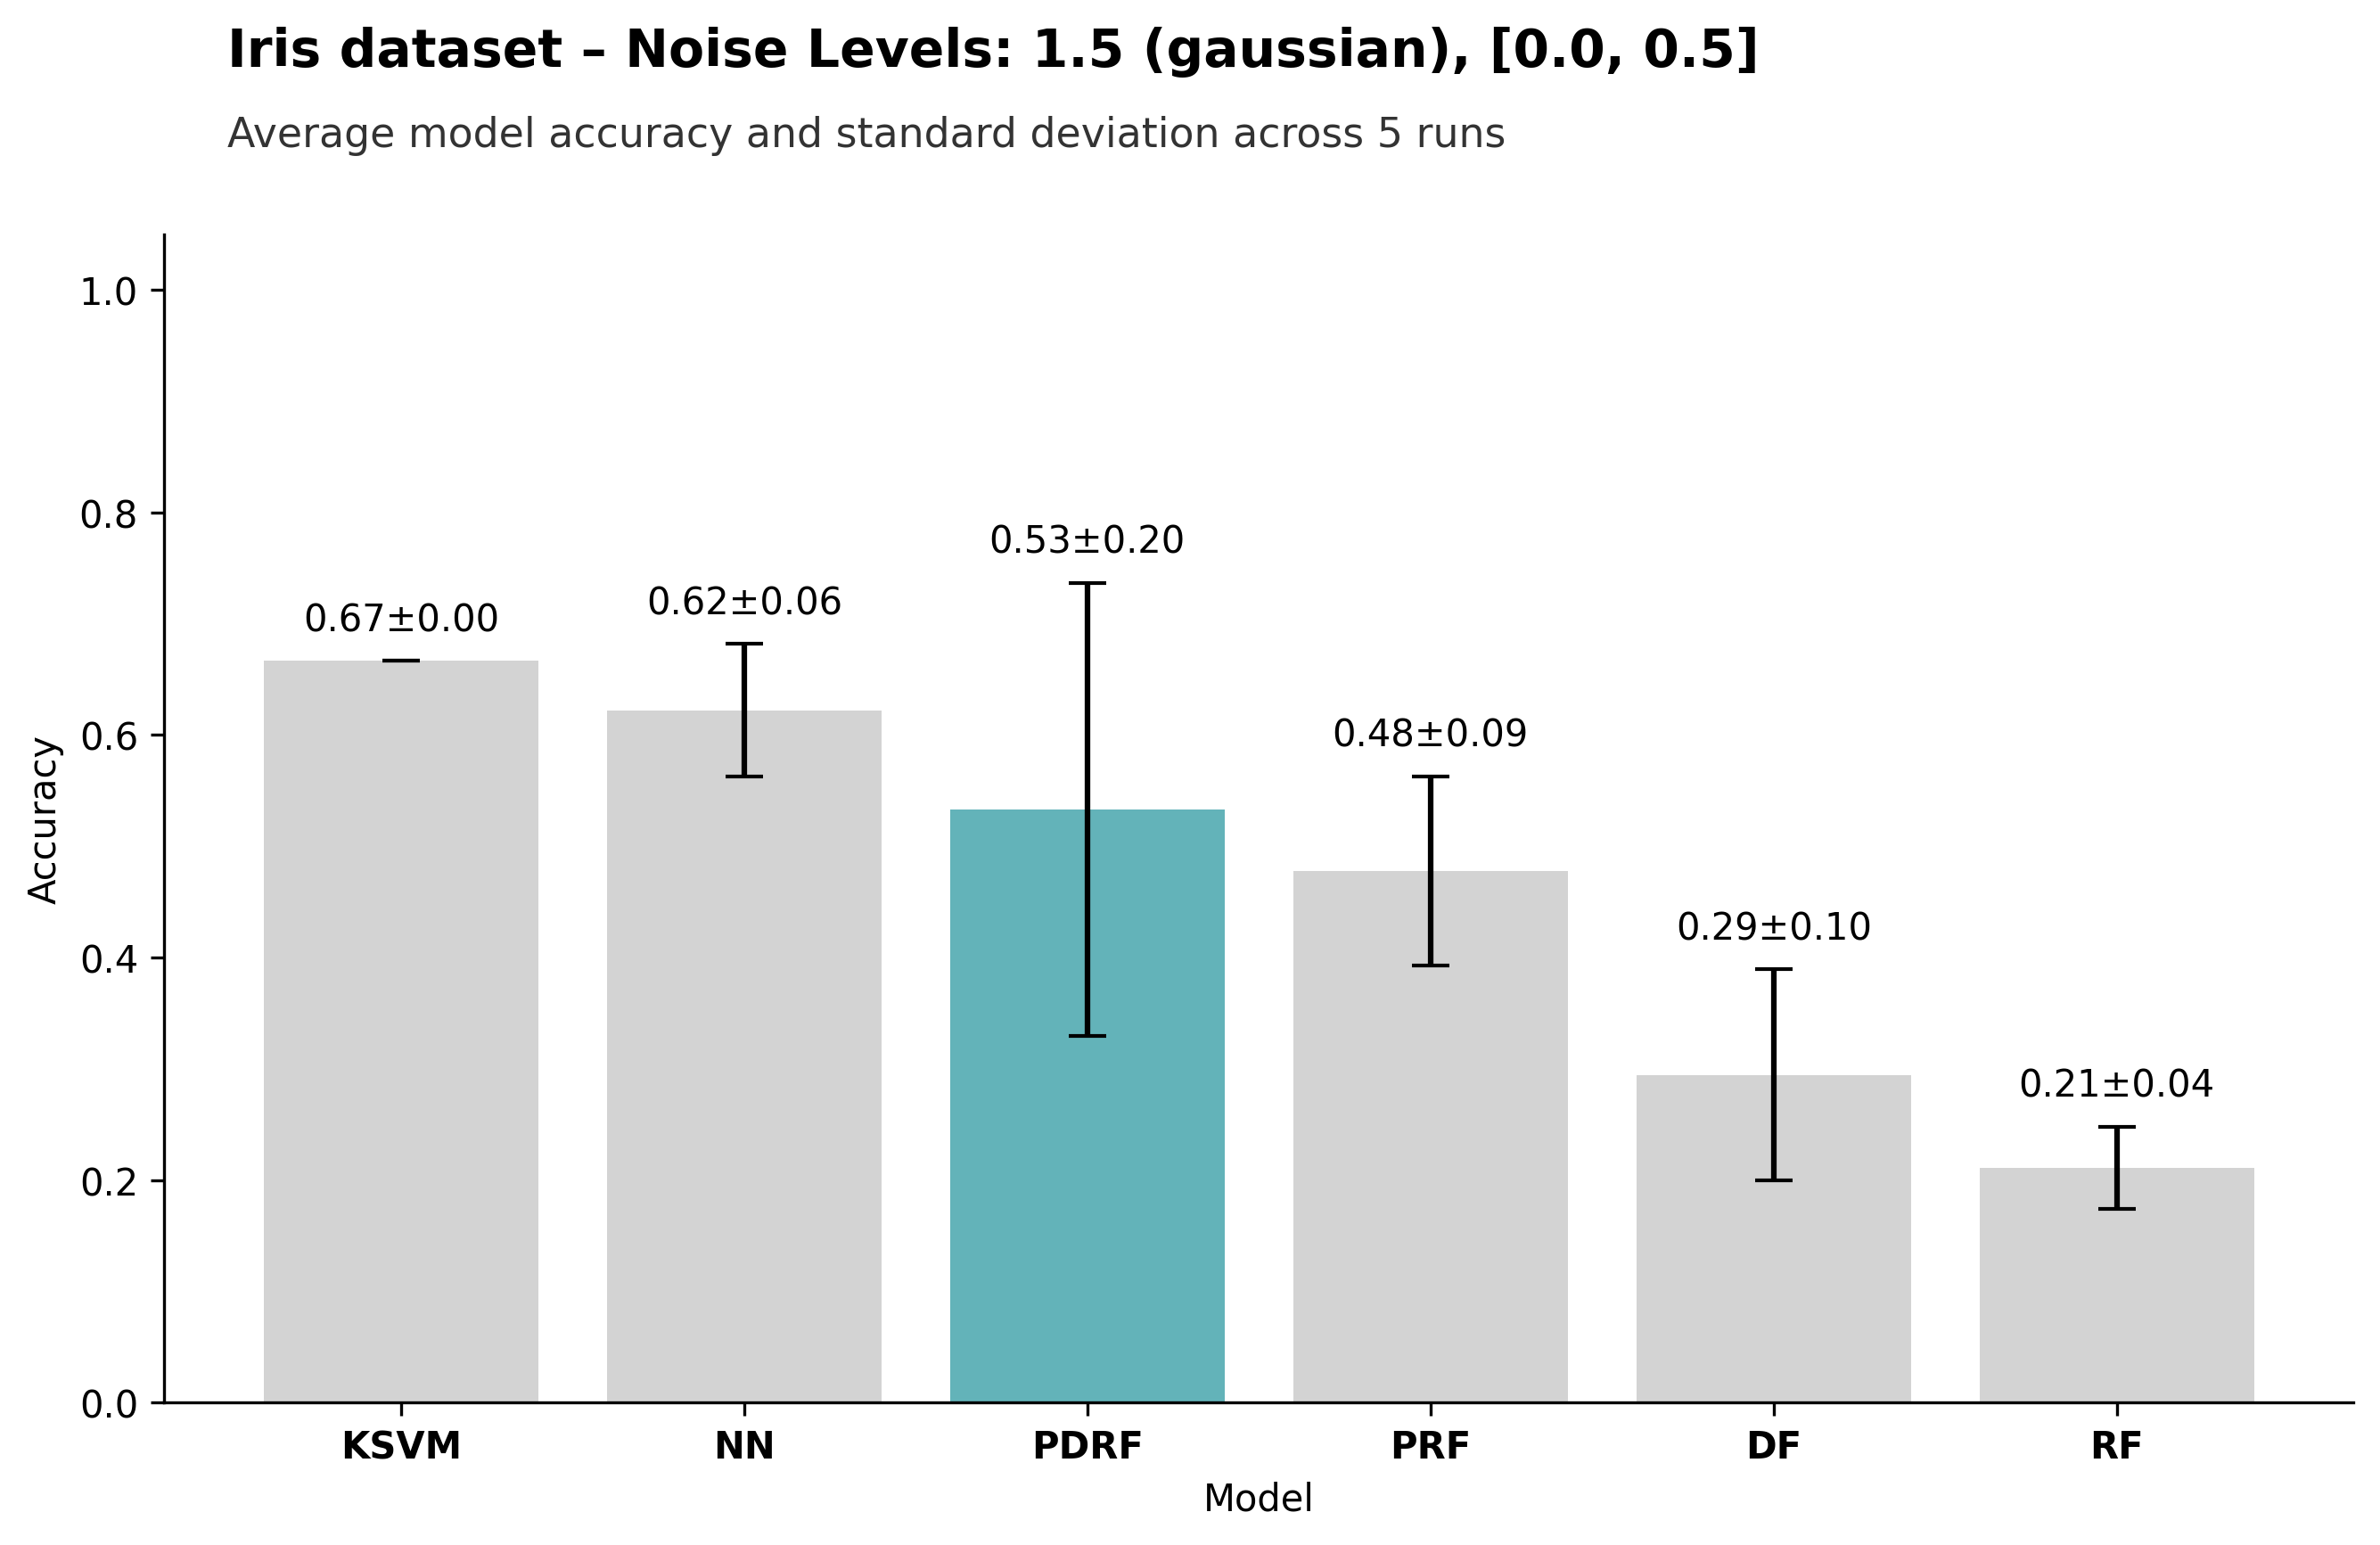 Iris dataset – Noise Levels: 1.5 (gaussian), [0.0, 0.5]
Average model accuracy and standard deviation across 5 runs
1.0
0.8
0.6
0.4
0.2
0.0
Accuracy
0.67±0.00
0.62±0.06
0.53±0.20
0.48±0.09
0.29±0.10
0.21±0.04
KSVM NN PDRF PRF DF RF
Model